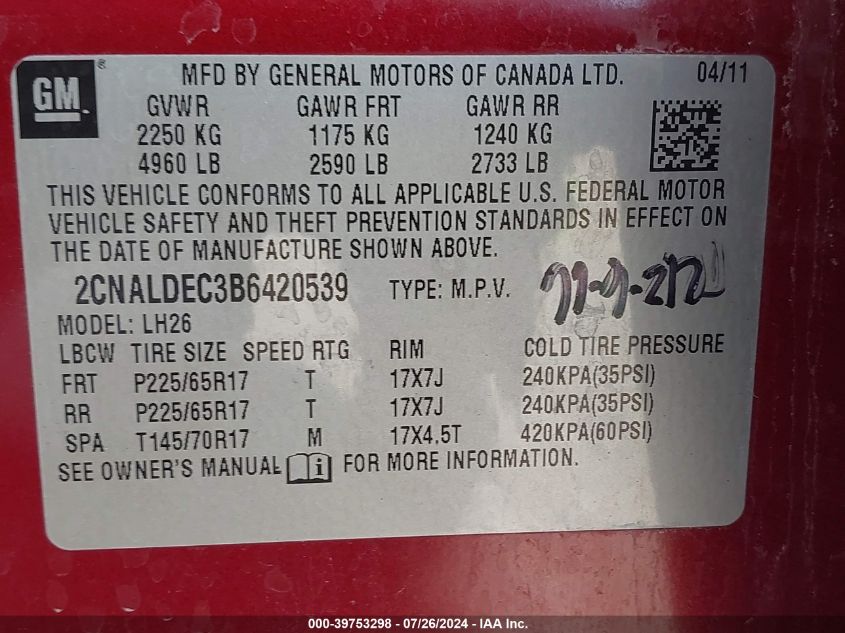 GM ® MFD BY GENERAL MOTORS OF CANADA LTD. 04/11
GVWR GAWR FRT GAWR RR
2250 KG 1175 KG 1240 KG
4960 LB 2590 LB 2733 LB
THIS VEHICLE CONFORMS TO ALL APPLICABLE U.S. FEDERAL MOTOR
VEHICLE SAFETY AND THEFT PREVENTION STANDARDS IN EFFECT ON
THE DATE OF MANUFACTURE SHOWN ABOVE.
2CNALDEC3B6420539 TYPE: M.P.V.
MODEL: LH26
LBCW TIRE SIZE SPEED RTG RIM COLD TIRE PRESSURE
FRT P225/65R17 T 17X7J 240KPA(35PSI)
RR P225/65R17 T 17X7J 240KPA(35PSI)
SPA T145/70R17 M 17X4.5T 420KPA(60PSI)
SEE OWNER'S MANUAL i FOR MORE INFORMATION.
000-39753298 - 07/26/2024 - IAA Inc.